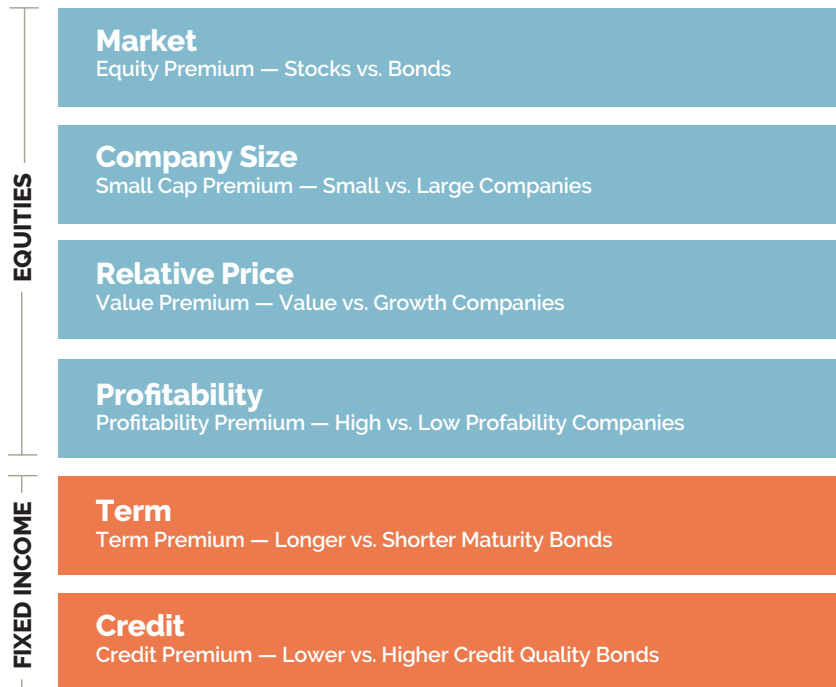 EQUITIES
Market
Equity Premium — Stocks vs. Bonds
Company Size
Small Cap Premium — Small vs. Large Companies
Relative Price
Value Premium — Value vs. Growth Companies
Profitability
Profitability Premium — High vs. Low Profability Companies
FIXED INCOME
Term
Term Premium — Longer vs. Shorter Maturity Bonds
Credit
Credit Premium — Lower vs. Higher Credit Quality Bonds